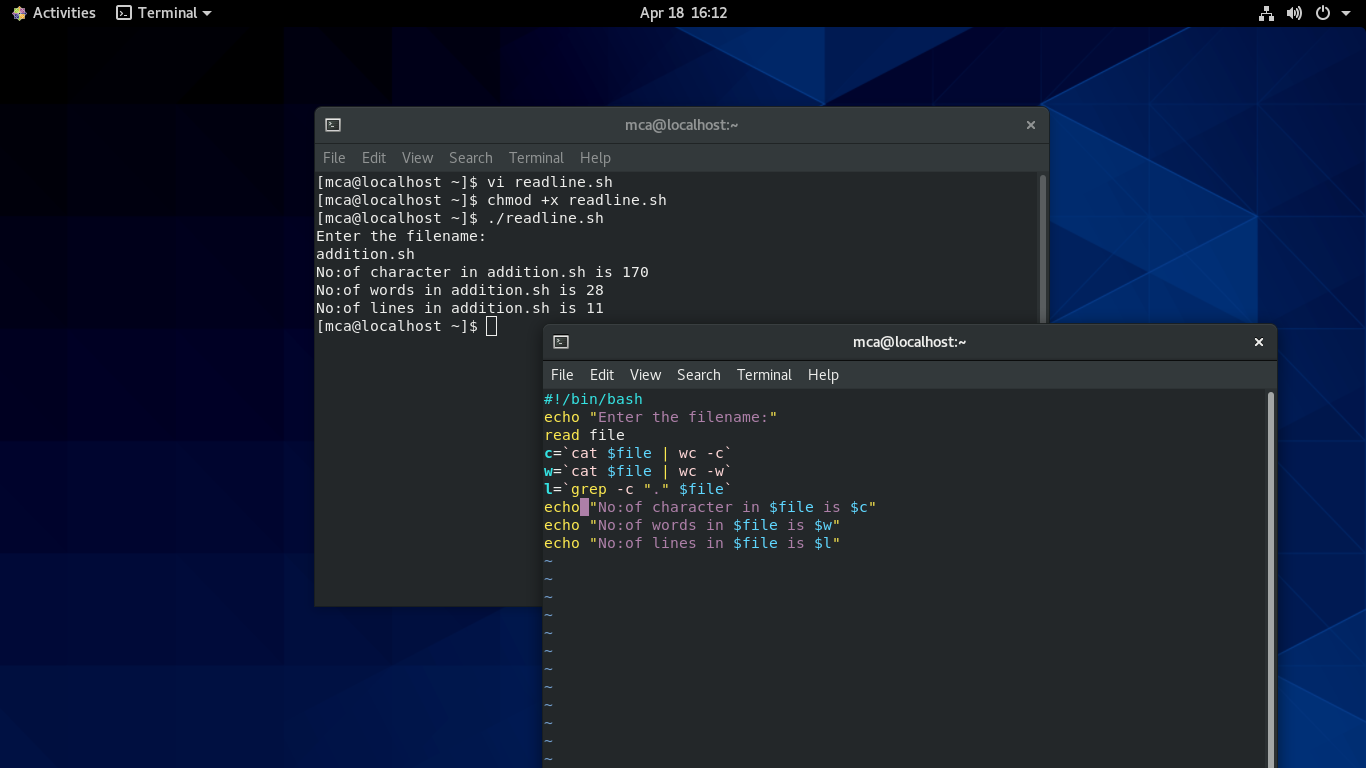 Activities Terminal Apr 18 16:12
mca@localhost:~
File Edit View Search Terminal Help
[mca@localhost ~]$ vi readline.sh
[mca@localhost ~]$ chmod +x readline.sh
[mca@localhost ~]$ ./readline.sh
Enter the filename:
addition.sh
No:of character in addition.sh is 170
No:of words in addition.sh is 28
No:of lines in addition.sh is 11
[mca@localhost ~]$
mca@localhost:~
File Edit View Search Terminal Help
#!/bin/bash
echo "Enter the filename:"
read file
c=`cat $file | wc -c`
w=`cat $file | wc -w`
l=`grep -c "." $file`
echo "No:of character in $file is $c"
echo "No:of words in $file is $w"
echo "No:of lines in $file is $l"
~
~
~
~
~
~
~
~
~
~
~
~